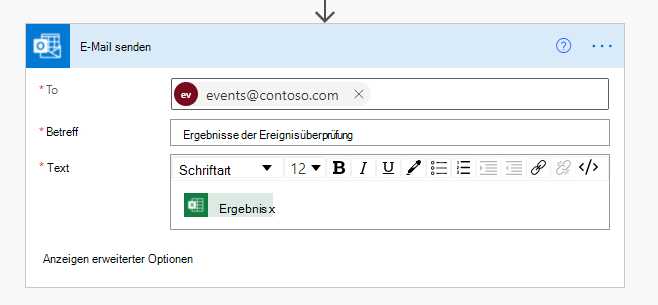 E-Mail senden
* To
ev events@contoso.com
* Betreff
Ergebnisse der Ereignisüberprüfung
* Text
Schriftart 12 B I U </>
Ergebnis x
Anzeigen erweiterter Optionen